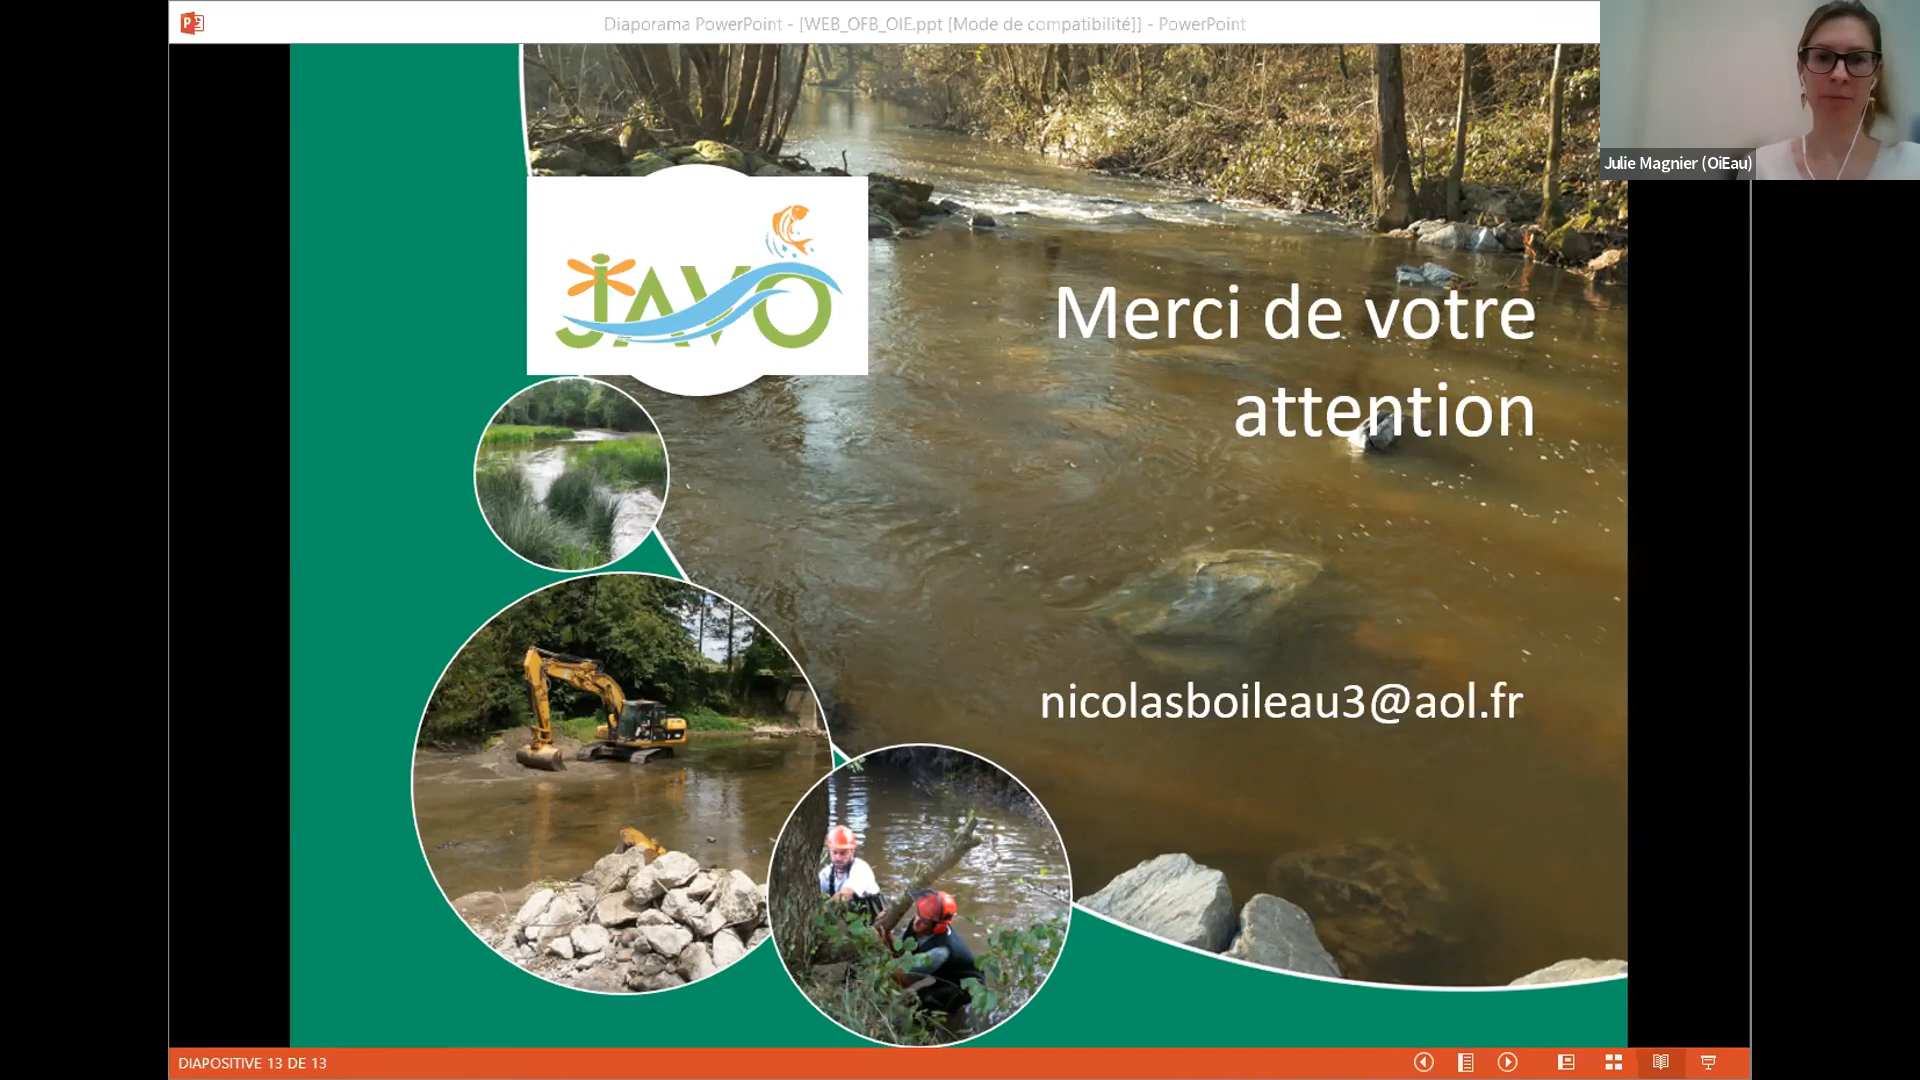 Diaporama PowerPoint - [WEB_OFB_OIE.ppt [Mode de compatibilité]] - PowerPoint
Julie Magnier (OiEau)
JAVO
Merci de votre
attention
nicolasboileau3@aol.fr
DIAPOSITIVE 13 DE 13